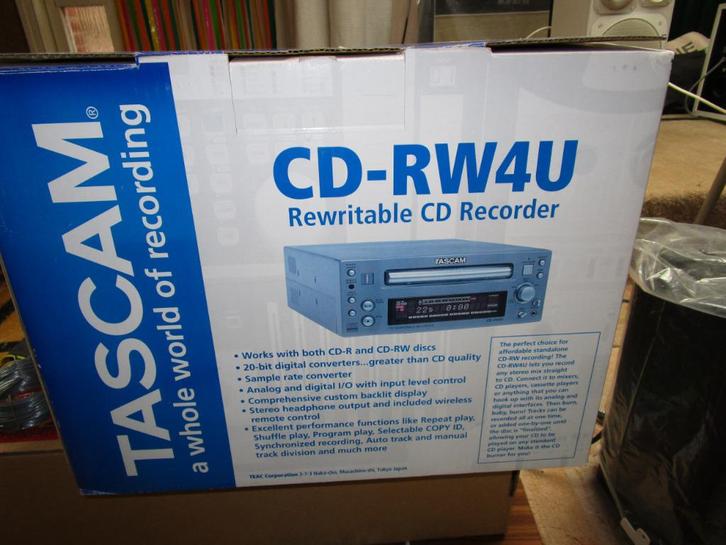 TASCAM®
a whole world of recording
CD-RW4U
Rewritable CD Recorder
TASCAM
• Works with both CD-R and CD-RW discs
• 20-bit digital converters...greater than CD quality
• Sample rate converter
• Analog and digital I/O with input level control
• Comprehensive custom backlit display
• Stereo headphone output and included wireless
remote control
• Excellent performance functions like Repeat play,
Shuffle play, Program play, Selectable COPY ID,
Synchronized recording, Auto track and manual
track division and much more
The perfect choice for
affordable standalone
CD-RW recording! The
CD-RW4U lets you record
any stereo mix straight
to CD. Connect it to mixers,
CD players, cassette players
or anything that you can
hook up with its analog and
digital interfaces. Then burn,
baby, burn! Tracks can be
recorded all at one time,
or added one-by-one until
the disc is "finalized",
allowing your CD to be
played on any standard
CD player. Make it the CD
burner for you!
TEAC Corporation 3-7-3 Naka-cho, Musashino-shi, Tokyo Japan